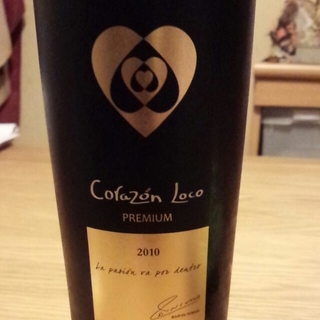 Corazón Loco
PREMIUM
2010
La pasión va por dentro